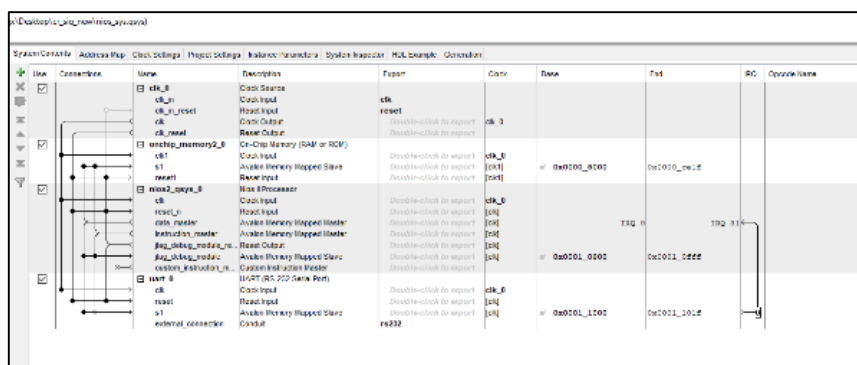 System Contents Address Map Clock Settings Project Settings Instance Parameters System Inspector HDL Example Generation
Use Connections Name Description Export Clock Base End IRQ Opcode Name
clk_0 Clock Source
clk_in Clock Input clk
clk_in_reset Reset Input reset
clk Clock Output Double-click to export clk_0
clk_reset Reset Output Double-click to export
onchip_memory2_0 On-Chip Memory (RAM or ROM)
clk1 Clock Input Double-click to export clk_0
s1 Avalon Memory Mapped Slave Double-click to export [clk1]
reset1 Reset Input Double-click to export [clk1]
nios2_qsys_0 Nios II Processor
clk Clock Input Double-click to export clk_0
reset_n Reset Input Double-click to export [clk]
data_master Avalon Memory Mapped Master Double-click to export [clk] IRQ 0 IRQ 31
instruction_master Avalon Memory Mapped Master Double-click to export [clk]
jtag_debug_module_re... Reset Output Double-click to export [clk]
jtag_debug_module Avalon Memory Mapped Slave Double-click to export [clk] 0x0001_0fff
custom_instruction_m... Custom Instruction Master Double-click to export
uart_0 UART (RS-232 Serial Port)
clk Clock Input Double-click to export clk_0
reset Reset Input Double-click to export [clk]
s1 Avalon Memory Mapped Slave Double-click to export [clk] 0x0001_1000 0x0001_101f
external_connection Conduit rs232